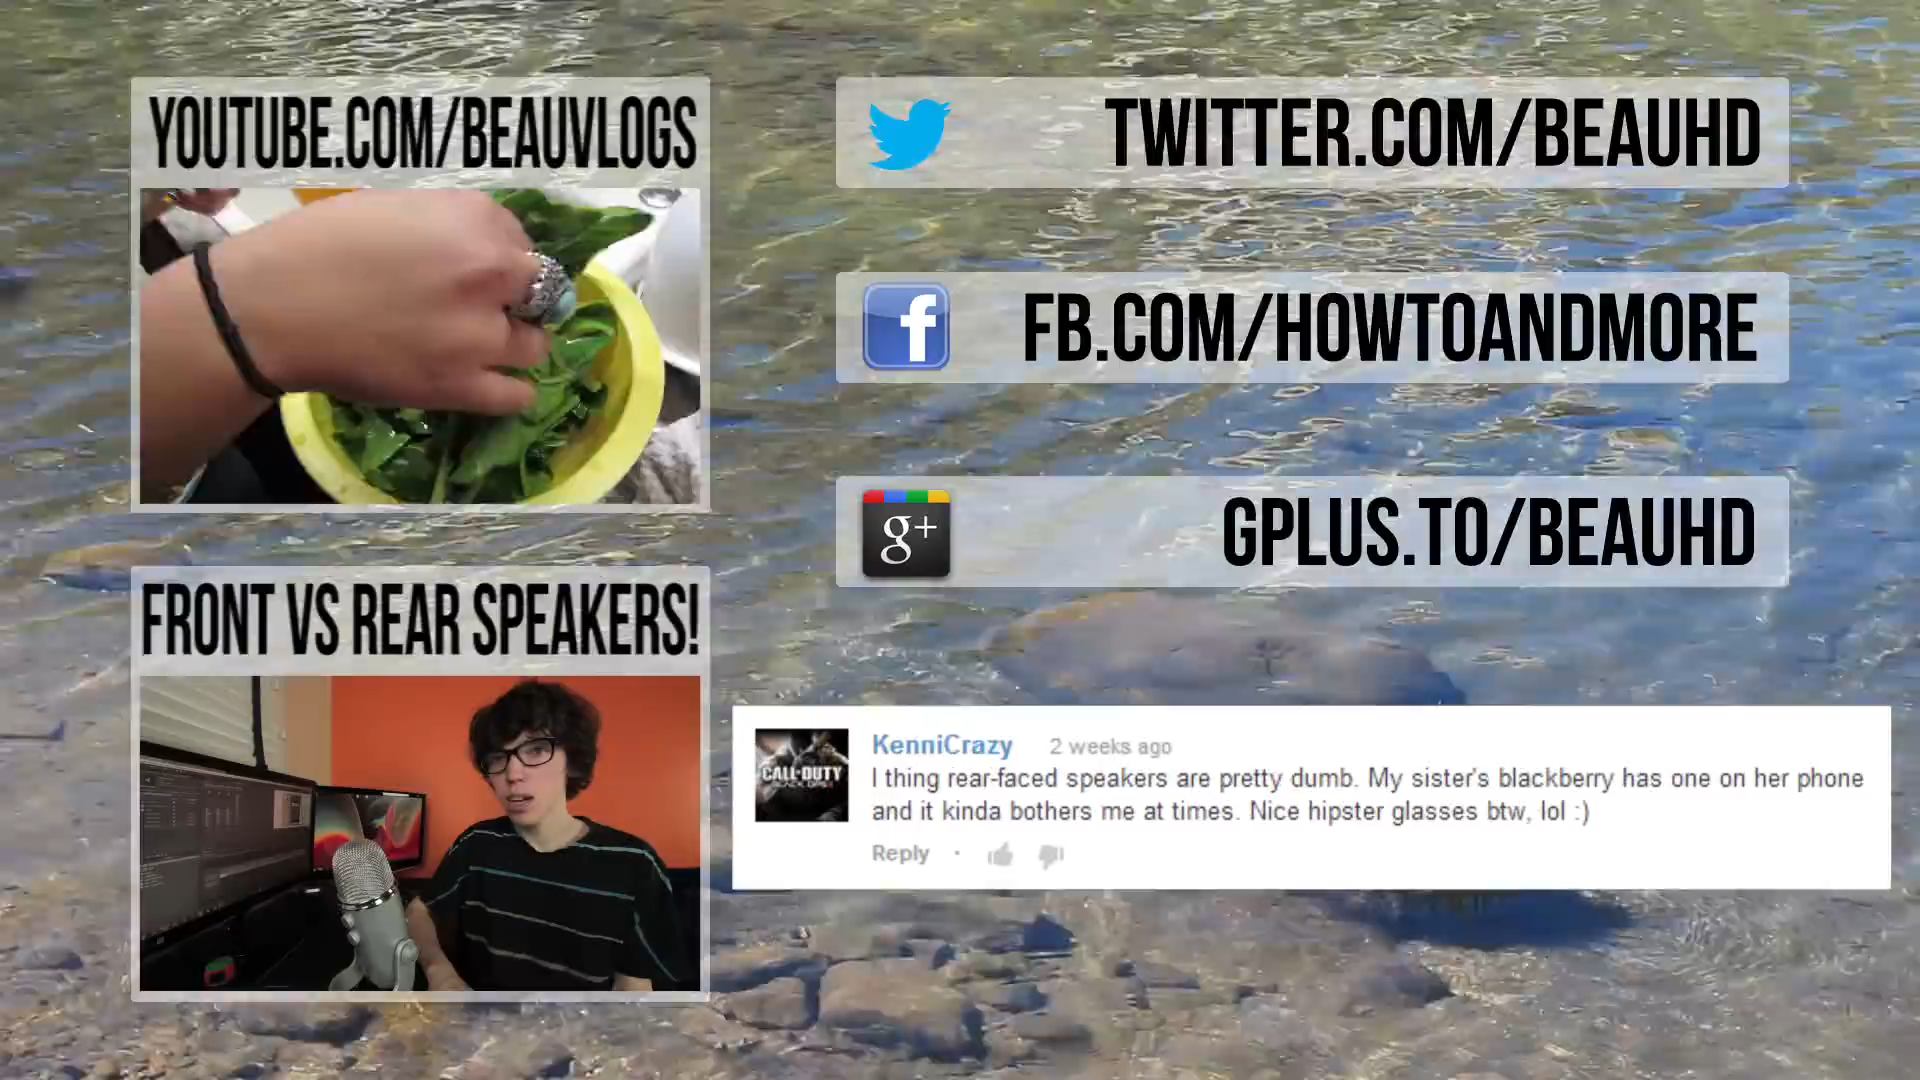 YOUTUBE.COM/BEAUVLOGS
TWITTER.COM/BEAUHD
f FB.COM/HOWTOANDMORE
g+ GPLUS.TO/BEAUHD
FRONT VS REAR SPEAKERS!
CALL·DUTY
KenniCrazy 2 weeks ago
I thing rear-faced speakers are pretty dumb. My sister's blackberry has one on her phone
and it kinda bothers me at times. Nice hipster glasses btw, lol :)
Reply ·